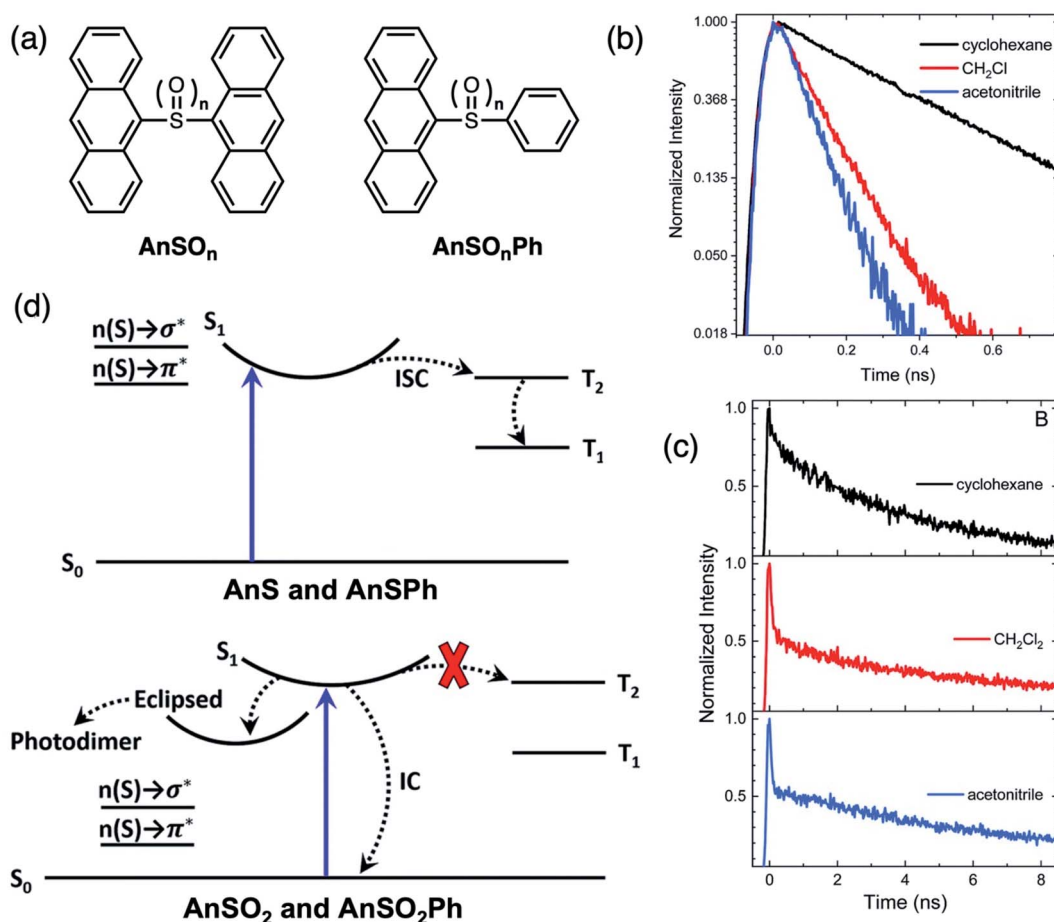 (a)
( O )n
S
AnSOn
( O )n
S
AnSOnPh
(b)
Normalized Intensity
1.000
0.368
0.135
0.050
0.018
cyclohexane
CH2Cl
acetonitrile
0.0 0.2 0.4 0.6
Time (ns)
(d)
n(S)→σ*
n(S)→π*
S1
ISC
T2
T1
S0
AnS and AnSPh
S1
T2
Eclipsed
Photodimer
T1
n(S)→σ*
n(S)→π*
IC
S0
AnSO2 and AnSO2Ph
(c)
Normalized Intensity
B
1.0
0.5
cyclohexane
1.0
0.5
CH2Cl2
1.0
0.5
acetonitrile
0 2 4 6 8
Time (ns)